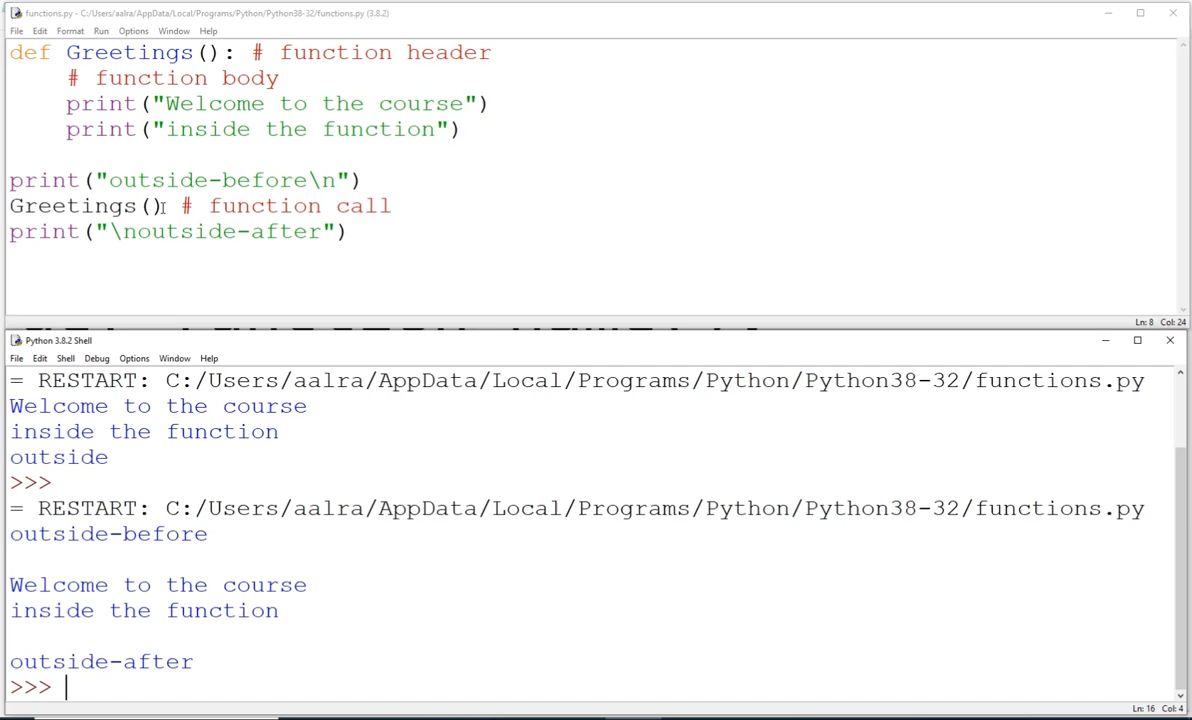 functions.py - C:/Users/aalra/AppData/Local/Programs/Python/Python38-32/functions.py (3.8.2)
File Edit Format Run Options Window Help
def Greetings(): # function header
    # function body
    print("Welcome to the course")
    print("inside the function")
print("outside-before\n")
Greetings() # function call
print("\noutside-after")
Ln: 8 Col: 24
Python 3.8.2 Shell
File Edit Shell Debug Options Window Help
= RESTART: C:/Users/aalra/AppData/Local/Programs/Python/Python38-32/functions.py
Welcome to the course
inside the function
outside
>>>
= RESTART: C:/Users/aalra/AppData/Local/Programs/Python/Python38-32/functions.py
outside-before
Welcome to the course
inside the function
outside-after
>>>
Ln: 16 Col: 4